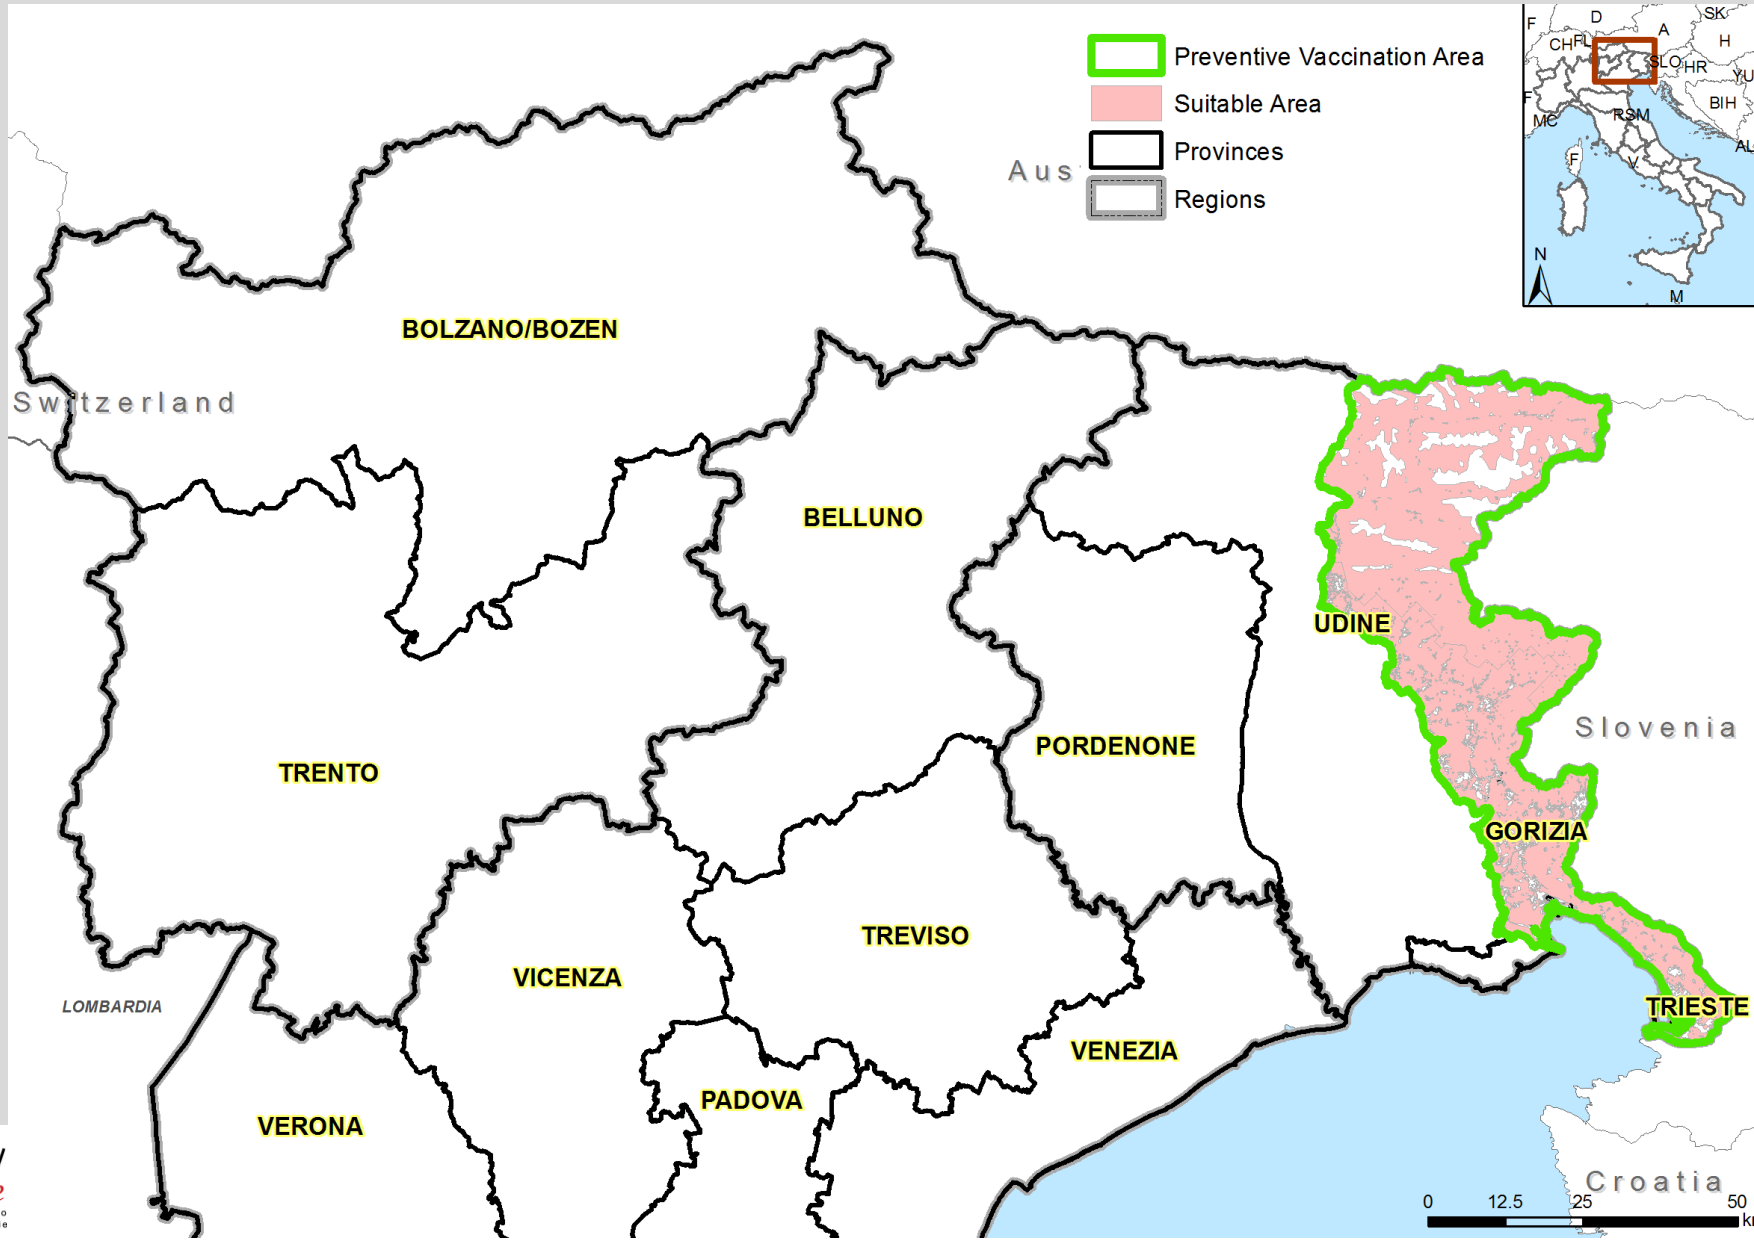 Preventive Vaccination Area
Suitable Area
Provinces
Regions
Aus
F
D
SK
A
CH
FL
H
SLO
HR
YU
F
BIH
MC
RSM
AL
F
V
N
M
BOLZANO/BOZEN
Switzerland
BELLUNO
UDINE
Slovenia
PORDENONE
TRENTO
GORIZIA
TREVISO
VICENZA
LOMBARDIA
TRIESTE
VENEZIA
PADOVA
VERONA
Croatia
0 12.5 25 50